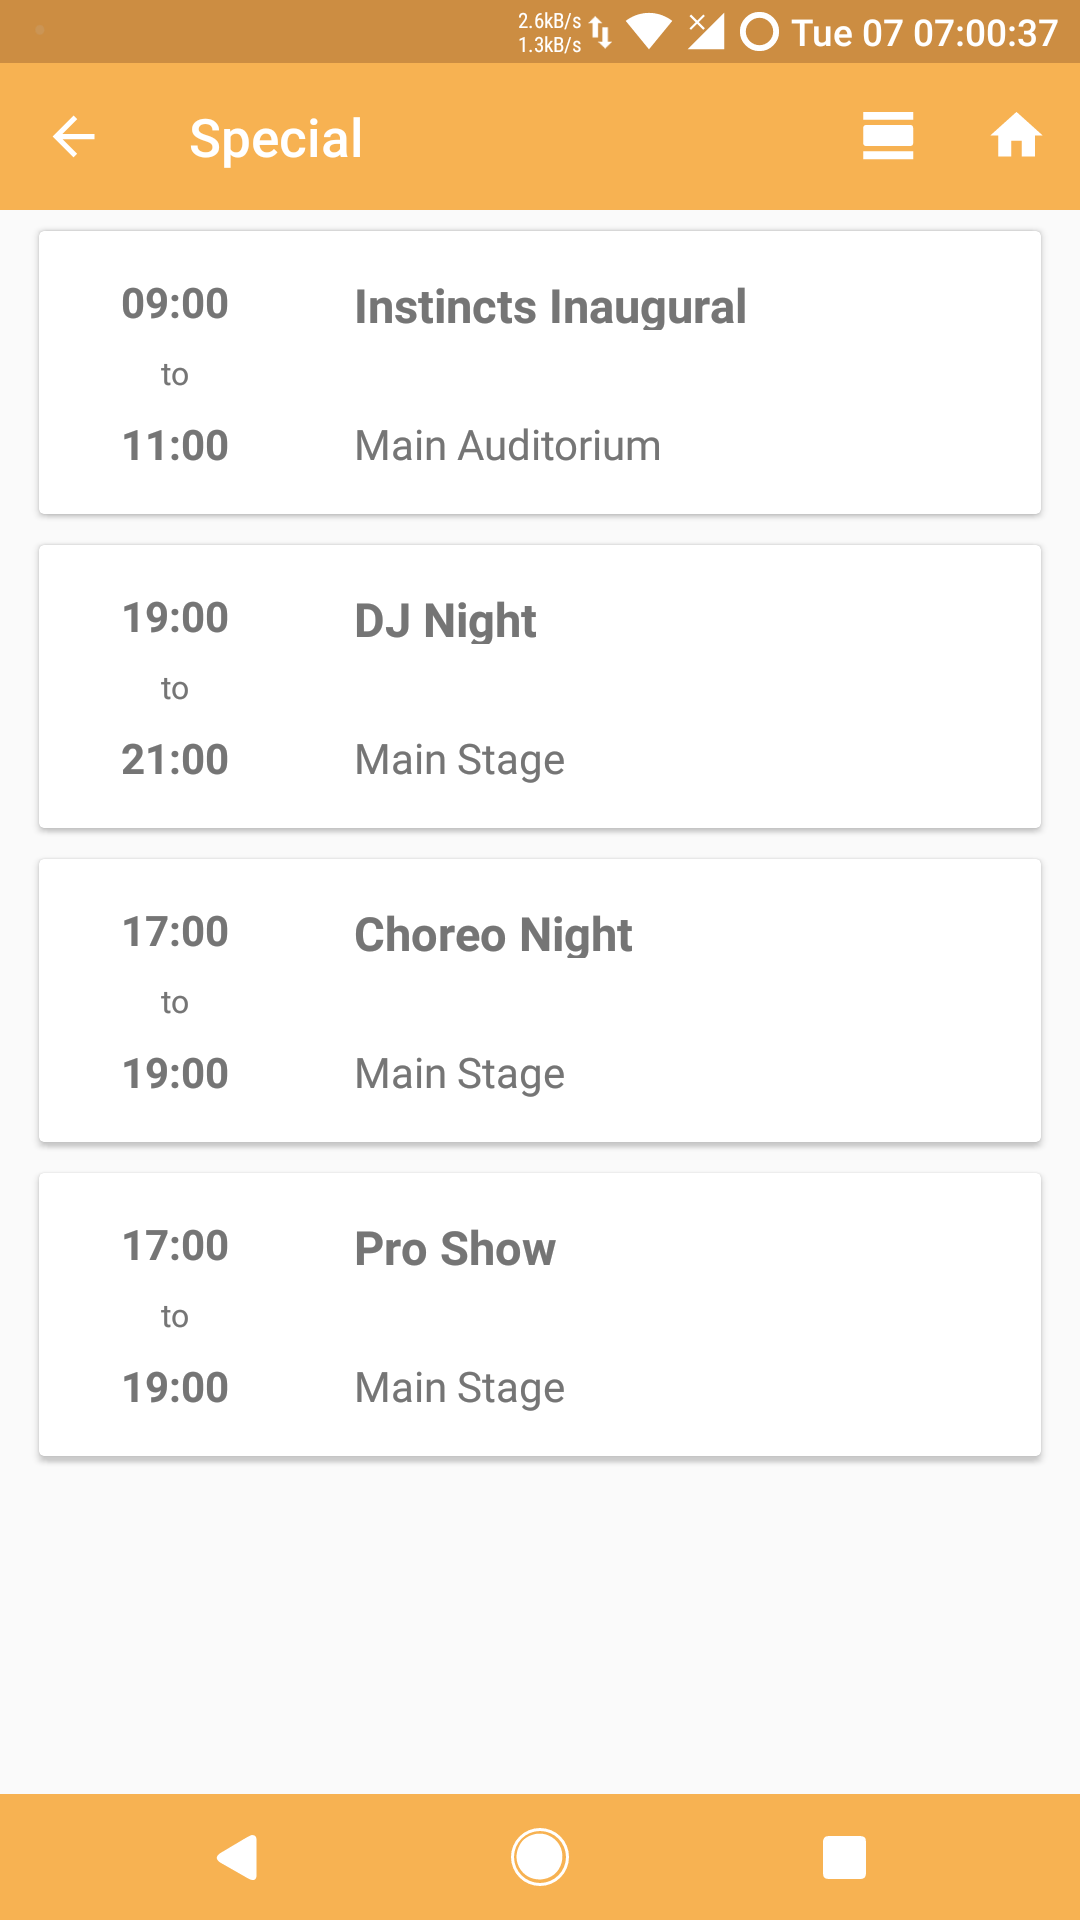 2.6kB/s
1.3kB/s
Tue 07 07:00:37
Special
09:00
Instincts Inaugural
to
11:00
Main Auditorium
19:00
DJ Night
to
21:00
Main Stage
17:00
Choreo Night
to
19:00
Main Stage
17:00
Pro Show
to
19:00
Main Stage